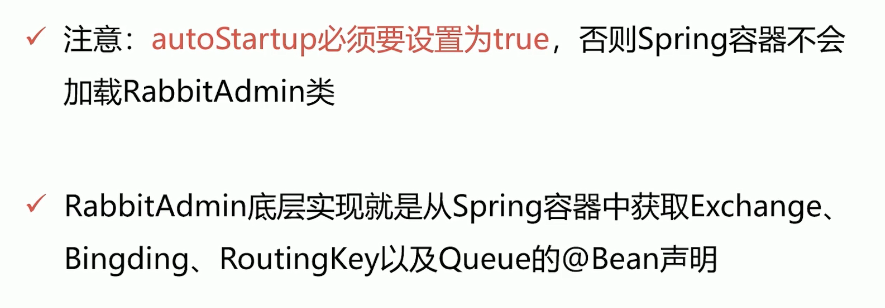 ✓ 注意：autoStartup必须要设置为true，否则Spring容器不会
加载RabbitAdmin类
✓ RabbitAdmin底层实现就是从Spring容器中获取Exchange、
Bingding、RoutingKey以及Queue的@Bean声明